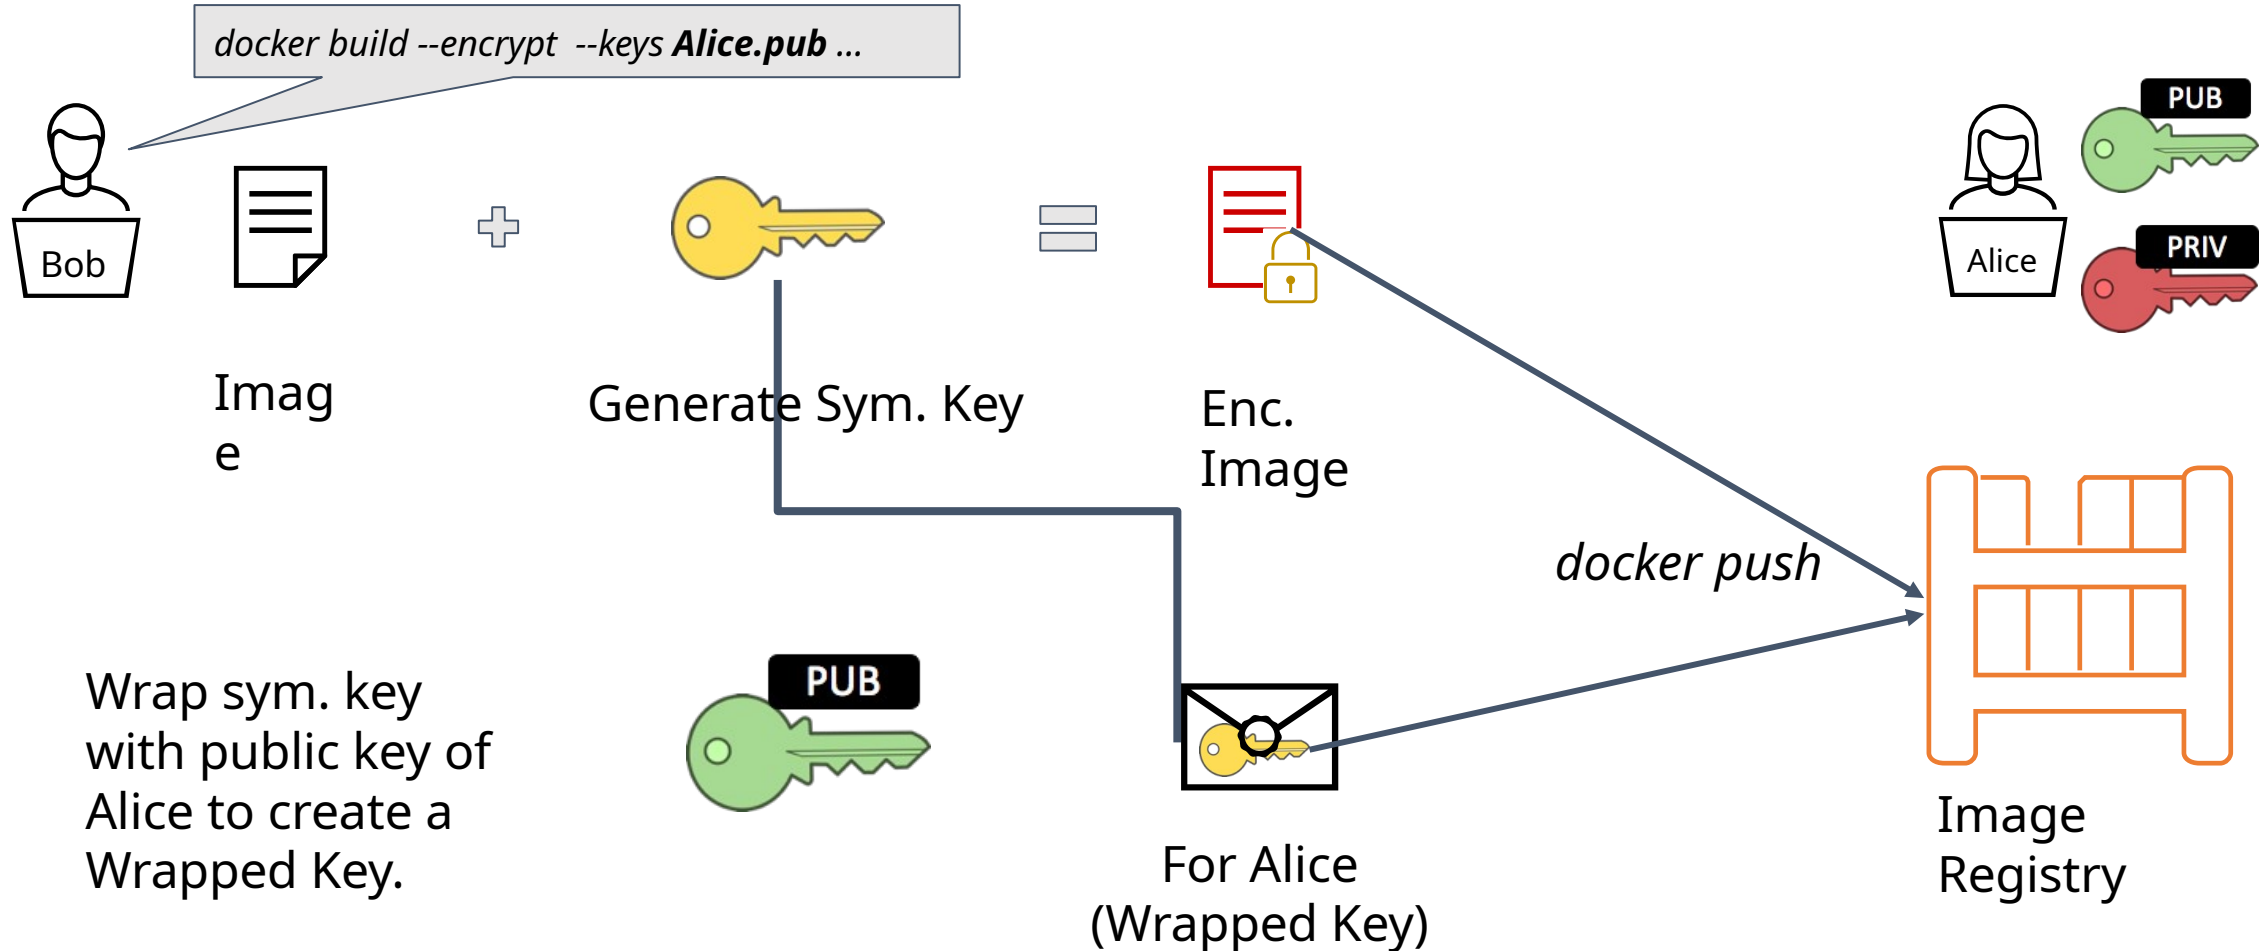 docker build --encrypt  --keys Alice.pub ...
PUB
PRIV
Bob
Alice
Imag
e
Generate Sym. Key
Enc.
Image
docker push
Wrap sym. key
with public key of
Alice to create a
Wrapped Key.
PUB
For Alice
(Wrapped Key)
Image
Registry